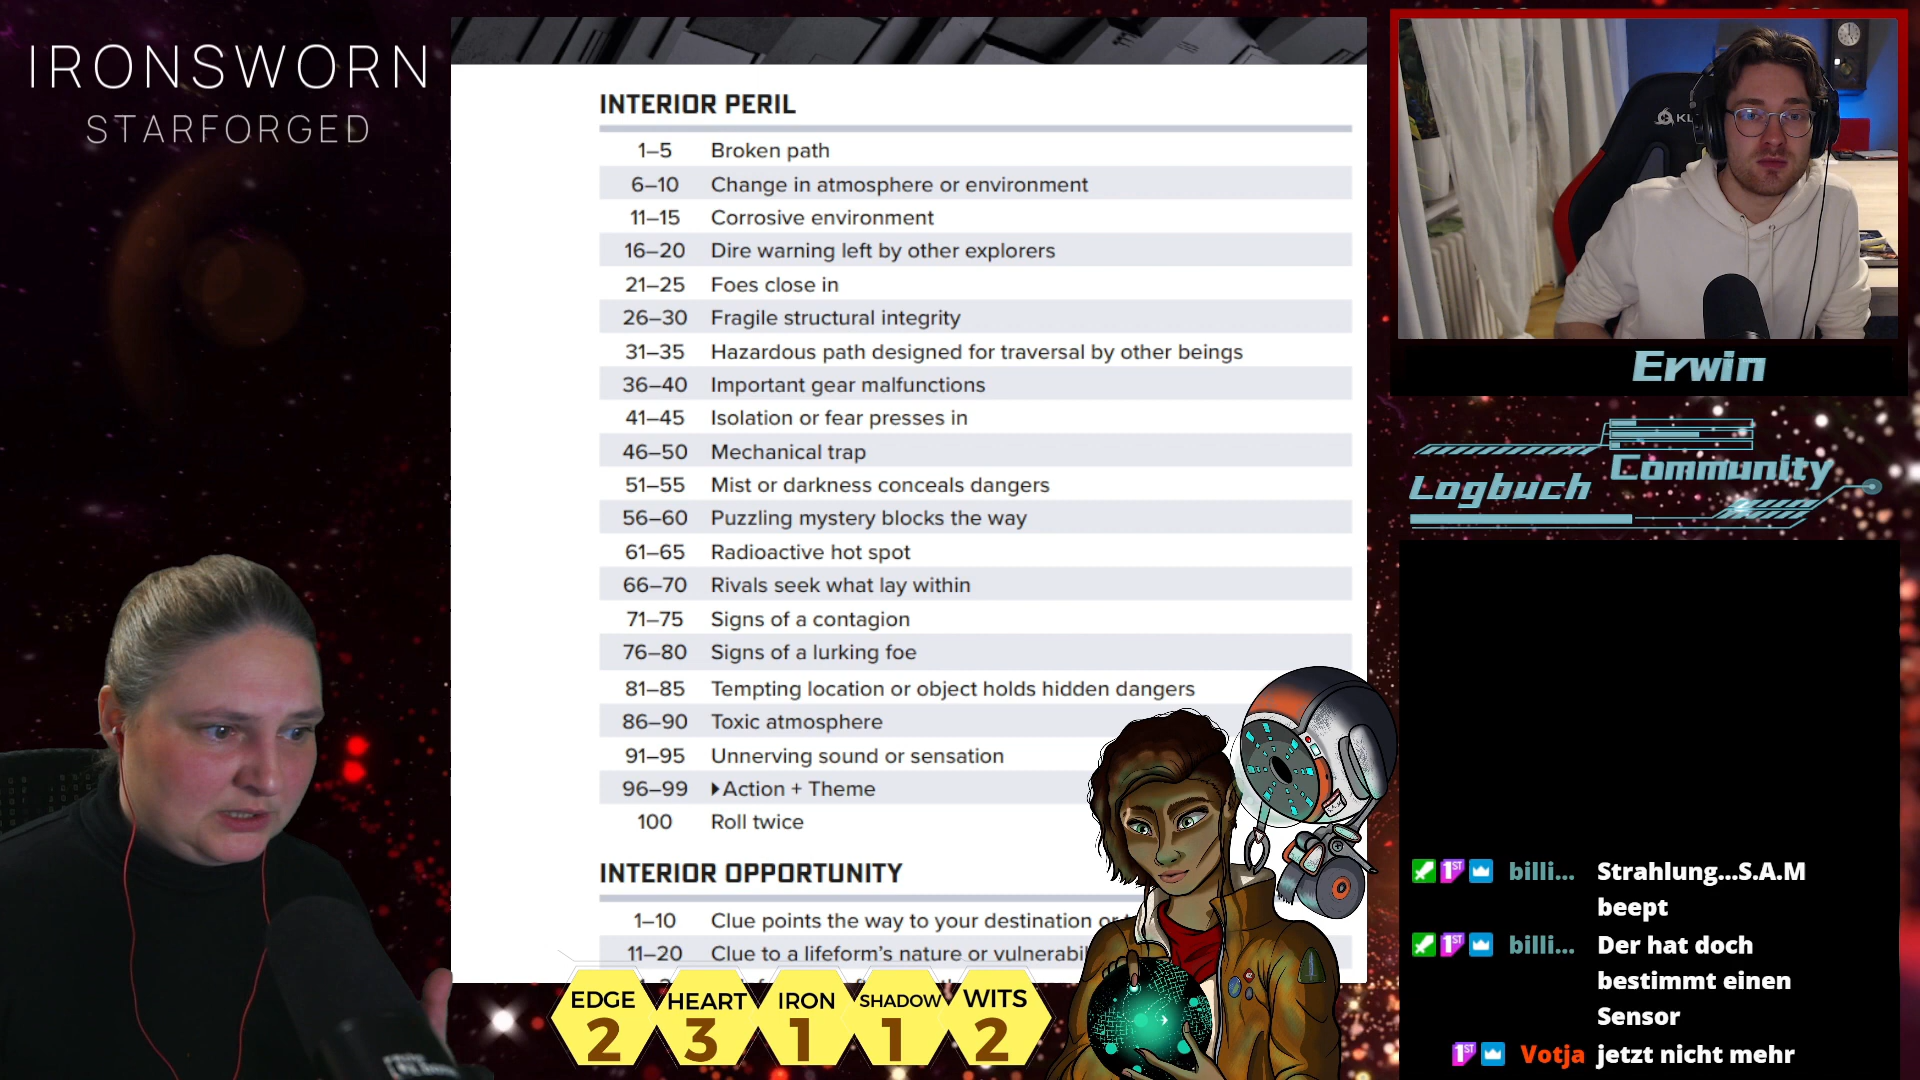 IRONSWORN
STARFORGED
INTERIOR PERIL
1–5 Broken path
6–10 Change in atmosphere or environment
11–15 Corrosive environment
16–20 Dire warning left by other explorers
21–25 Foes close in
26–30 Fragile structural integrity
31–35 Hazardous path designed for traversal by other beings
36–40 Important gear malfunctions
41–45 Isolation or fear presses in
46–50 Mechanical trap
51–55 Mist or darkness conceals dangers
56–60 Puzzling mystery blocks the way
61–65 Radioactive hot spot
66–70 Rivals seek what lay within
71–75 Signs of a contagion
76–80 Signs of a lurking foe
81–85 Tempting location or object holds hidden dangers
86–90 Toxic atmosphere
91–95 Unnerving sound or sensation
96–99 Action + Theme
100 Roll twice
INTERIOR OPPORTUNITY
1–10 Clue points the way to your destination or
11–20 Clue to a lifeform's nature or
EDGE HEART IRON SHADOW WITS
2 3 1 1 2
Erwin
Logbuch Community
1ST billi... Strahlung...S.A.M
beept
1ST billi... Der hat doch
bestimmt einen
Sensor
1ST Votja jetzt nicht mehr